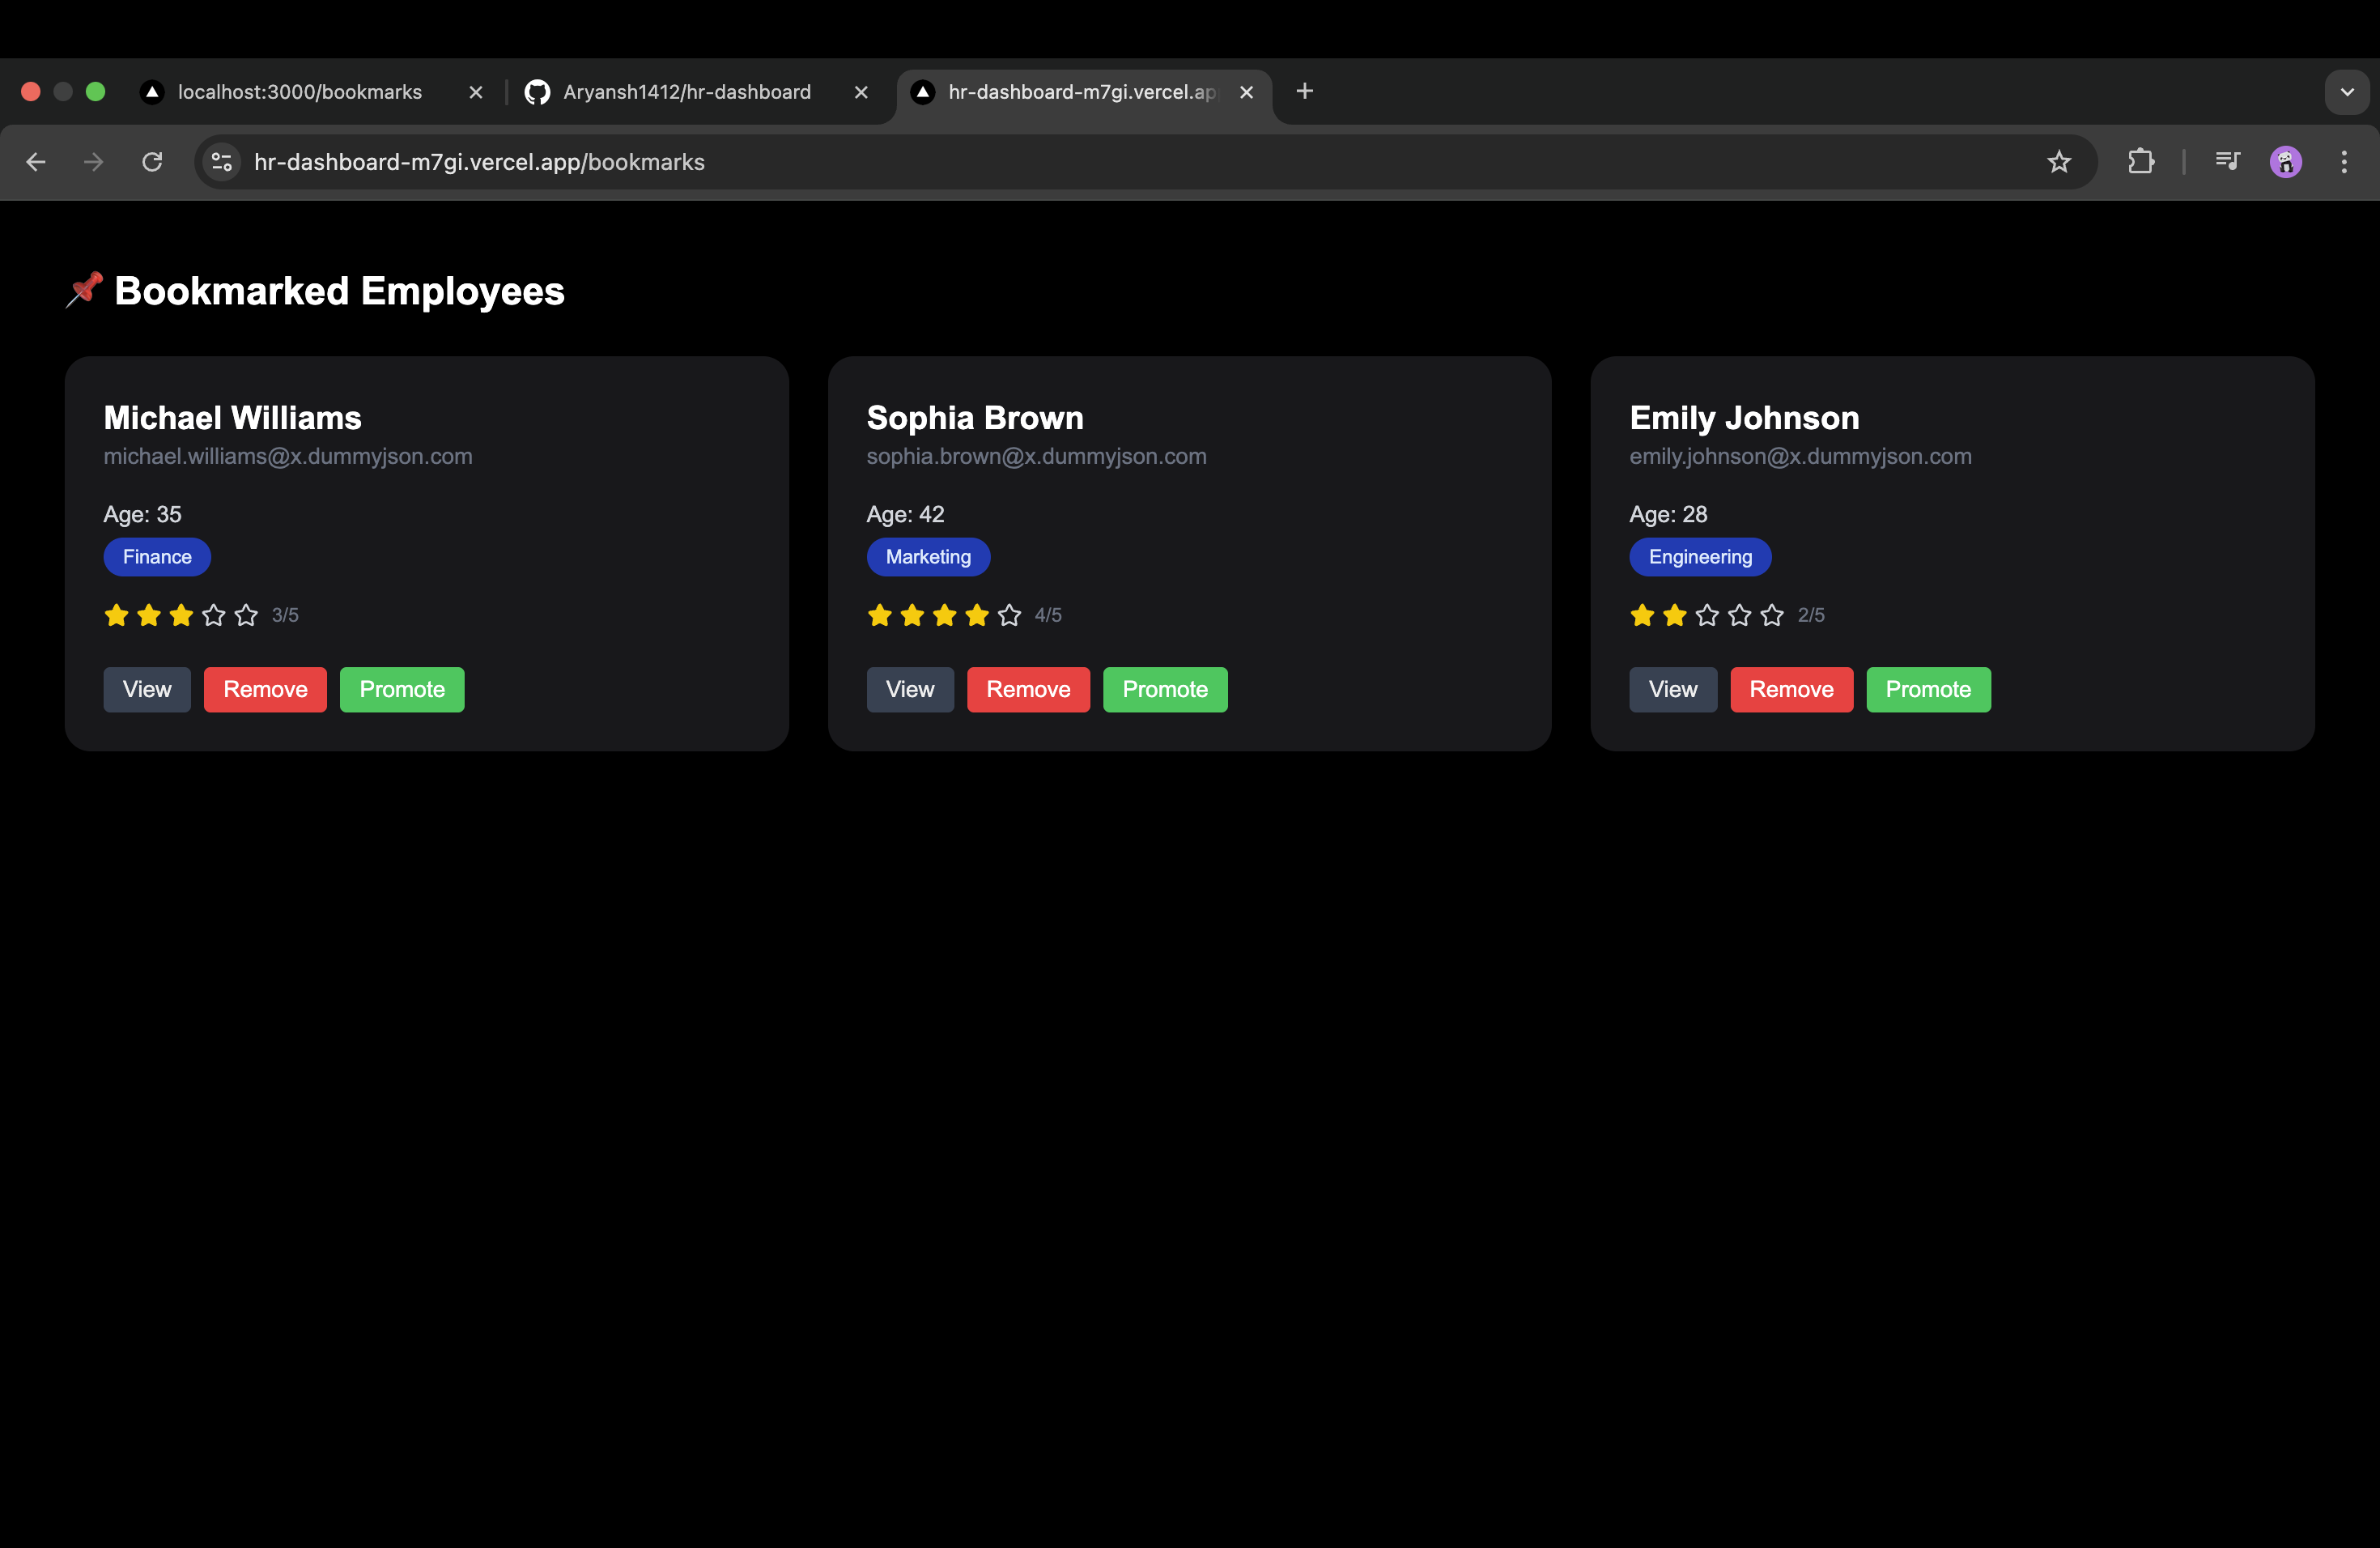 localhost:3000/bookmarks
Aryansh1412/hr-dashboard
hr-dashboard-m7gi.vercel.ap
hr-dashboard-m7gi.vercel.app/bookmarks
Bookmarked Employees
Michael Williams
michael.williams@x.dummyjson.com
Age: 35
Finance
3/5
View Remove Promote
Sophia Brown
sophia.brown@x.dummyjson.com
Age: 42
Marketing
4/5
View Remove Promote
Emily Johnson
emily.johnson@x.dummyjson.com
Age: 28
Engineering
2/5
View Remove Promote